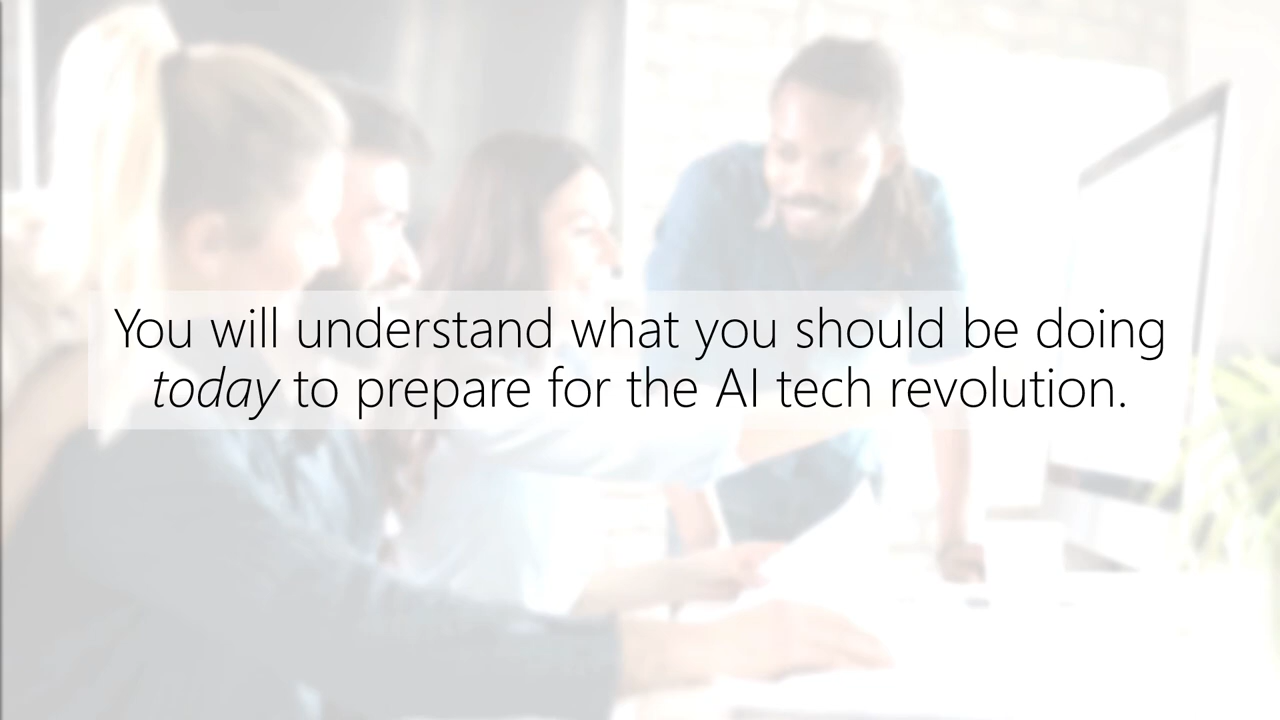 You will understand what you should be doing
today to prepare for the AI tech revolution.